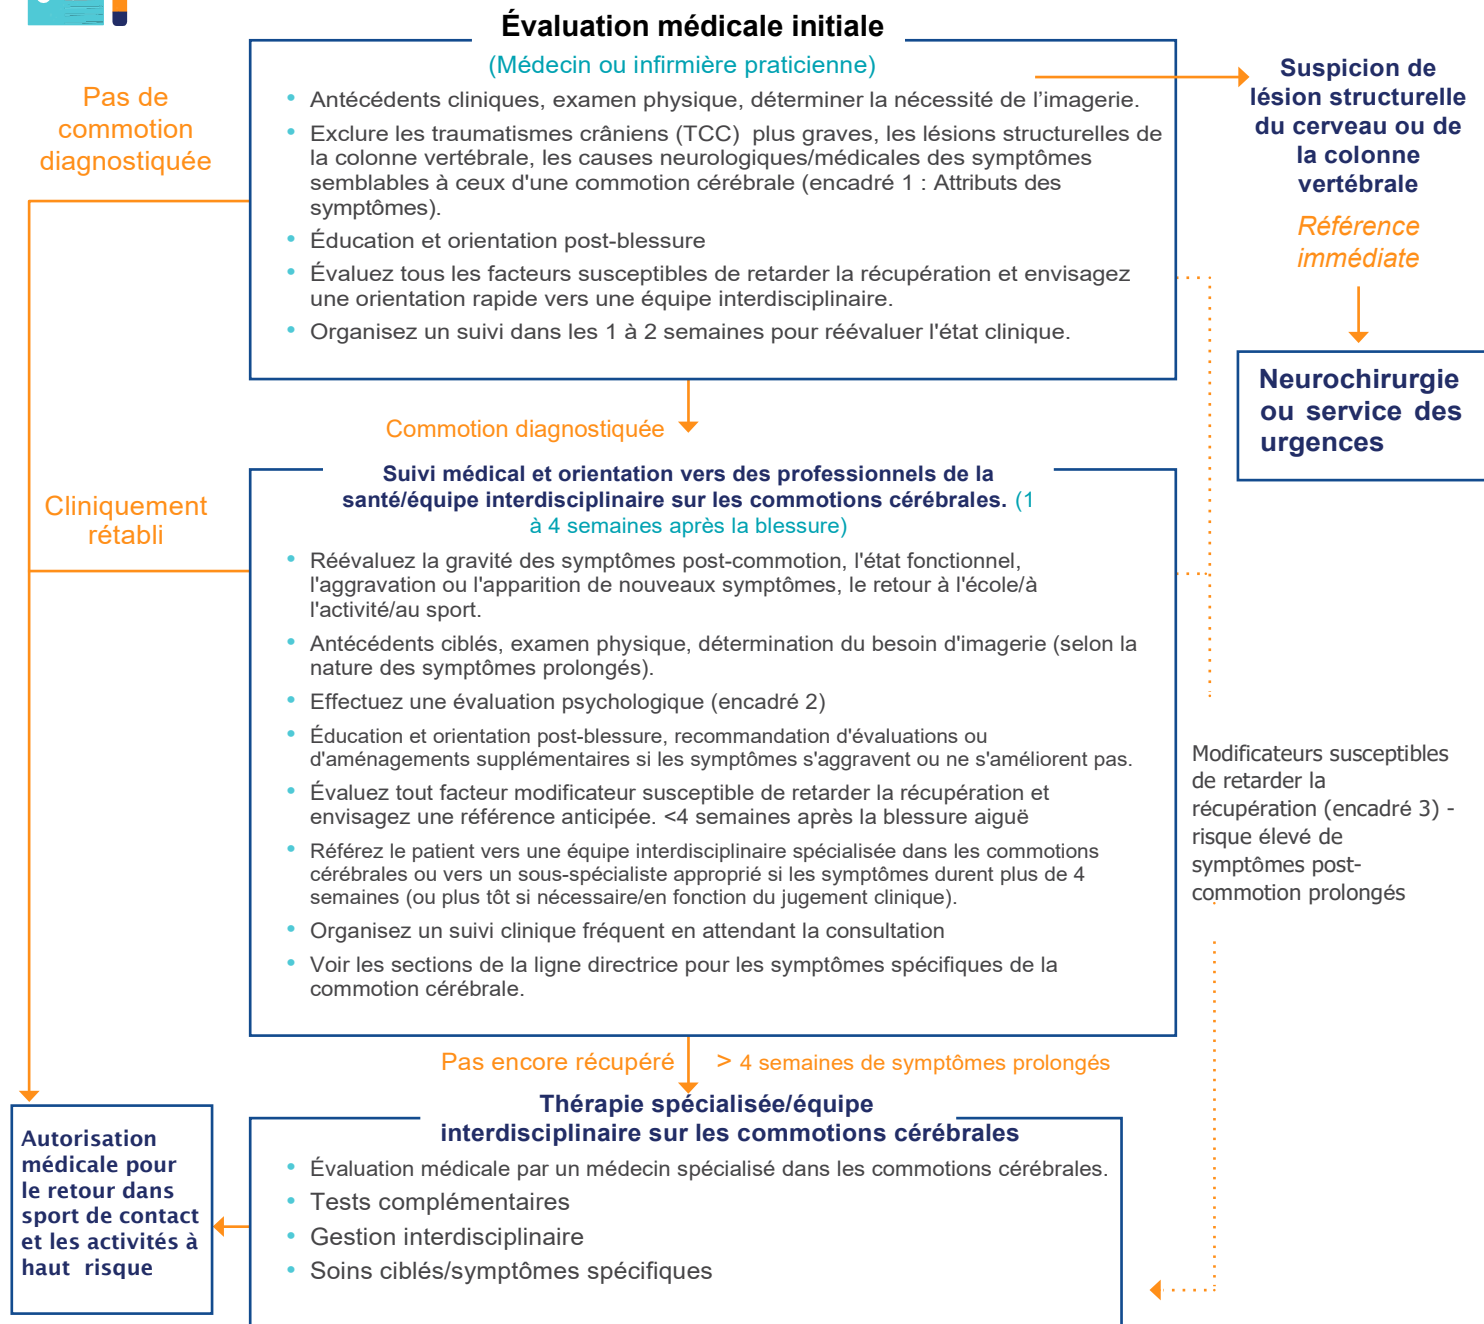 Évaluation médicale initiale
(Médecin ou infirmière praticienne)
• Antécédents cliniques, examen physique, déterminer la nécessité de l'imagerie.
• Exclure les traumatismes crâniens (TCC) plus graves, les lésions structurelles de
la colonne vertébrale, les causes neurologiques/médicales des symptômes
semblables à ceux d'une commotion cérébrale (encadré 1 : Attributs des
symptômes).
• Éducation et orientation post-blessure
• Évaluez tous les facteurs susceptibles de retarder la récupération et envisagez
une orientation rapide vers une équipe interdisciplinaire.
• Organisez un suivi dans les 1 à 2 semaines pour réévaluer l'état clinique.
Pas de
commotion
diagnostiquée
Suspicion de
lésion structurelle
du cerveau ou de
la colonne
vertébrale
Référence
immédiate
Neurochirurgie
ou service des
urgences
Commotion diagnostiquée
Cliniquement
rétabli
Suivi médical et orientation vers des professionnels de la
santé/équipe interdisciplinaire sur les commotions cérébrales. (1
à 4 semaines après la blessure)
• Réévaluez la gravité des symptômes post-commotion, l'état fonctionnel,
l'aggravation ou l'apparition de nouveaux symptômes, le retour à l'école/à
l'activité/au sport.
• Antécédents ciblés, examen physique, détermination du besoin d'imagerie (selon la
nature des symptômes prolongés).
• Effectuez une évaluation psychologique (encadré 2)
• Éducation et orientation post-blessure, recommandation d'évaluations ou
d'aménagements supplémentaires si les symptômes s'aggravent ou ne s'améliorent pas.
• Évaluez tout facteur modificateur susceptible de retarder la récupération et
envisagez une référence anticipée. <4 semaines après la blessure aiguë
• Référez le patient vers une équipe interdisciplinaire spécialisée dans les commotions
cérébrales ou vers un sous-spécialiste approprié si les symptômes durent plus de 4
semaines (ou plus tôt si nécessaire/en fonction du jugement clinique).
• Organisez un suivi clinique fréquent en attendant la consultation
• Voir les sections de la ligne directrice pour les symptômes spécifiques de la
commotion cérébrale.
Modificateurs susceptibles
de retarder la
récupération (encadré 3) -
risque élevé de
symptômes post-
commotion prolongés
Pas encore récupéré
> 4 semaines de symptômes prolongés
Thérapie spécialisée/équipe
interdisciplinaire sur les commotions cérébrales
• Évaluation médicale par un médecin spécialisé dans les commotions cérébrales.
• Tests complémentaires
• Gestion interdisciplinaire
• Soins ciblés/symptômes spécifiques
Autorisation
médicale pour
le retour dans
sport de contact
et les activités à
haut risque